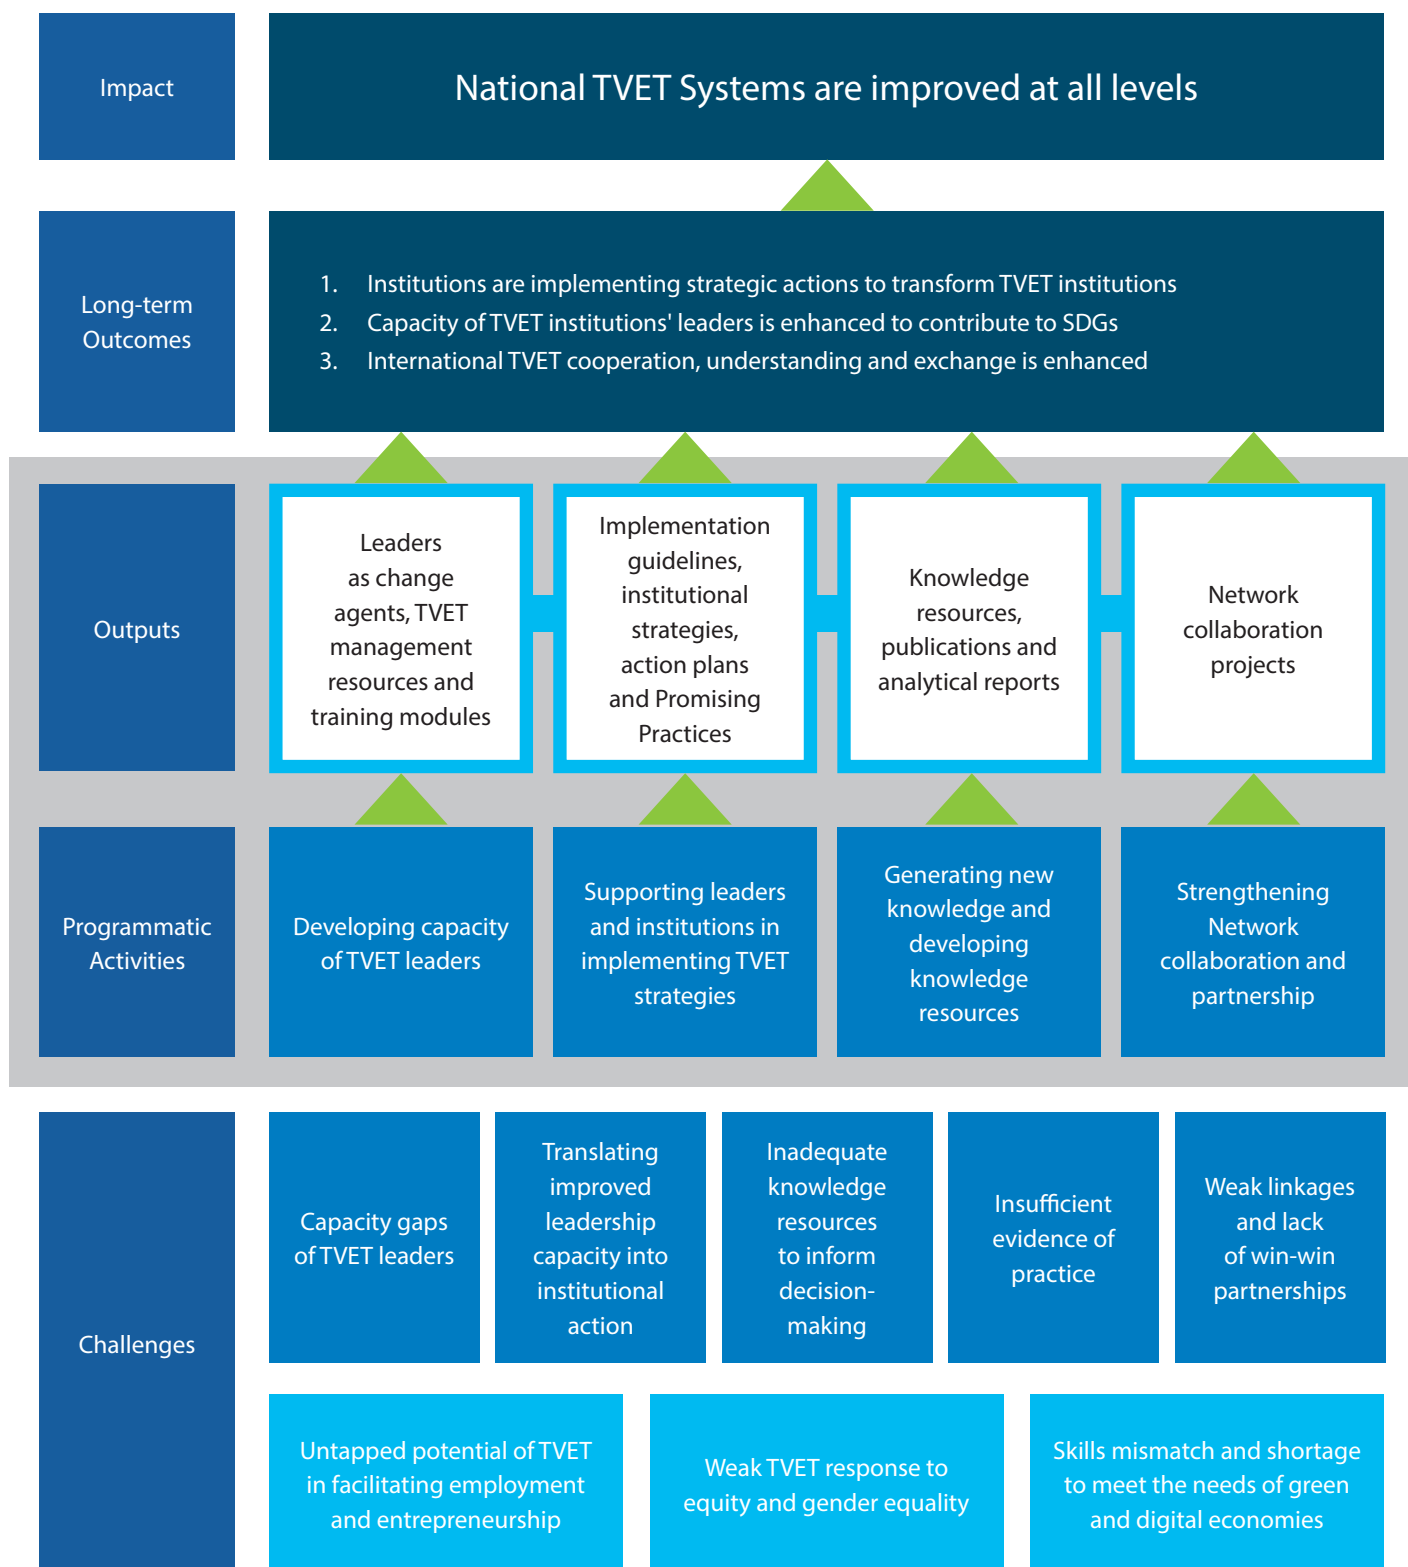 Impact
National TVET Systems are improved at all levels
Long-term
Outcomes
1. Institutions are implementing strategic actions to transform TVET institutions
2. Capacity of TVET institutions' leaders is enhanced to contribute to SDGs
3. International TVET cooperation, understanding and exchange is enhanced
Outputs
Leaders
as change
agents, TVET
management
resources and
training modules
Implementation
guidelines,
institutional
strategies,
action plans
and Promising
Practices
Knowledge
resources,
publications and
analytical reports
Network
collaboration
projects
Programmatic
Activities
Developing capacity
of TVET leaders
Supporting leaders
and institutions in
implementing TVET
strategies
Generating new
knowledge and
developing
knowledge
resources
Strengthening
Network
collaboration and
partnership
Challenges
Capacity gaps
of TVET leaders
Translating
improved
leadership
capacity into
institutional
action
Inadequate
knowledge
resources
to inform
decision-
making
Insufficient
evidence of
practice
Weak linkages
and lack
of win-win
partnerships
Untapped potential of TVET
in facilitating employment
and entrepreneurship
Weak TVET response to
equity and gender equality
Skills mismatch and shortage
to meet the needs of green
and digital economies